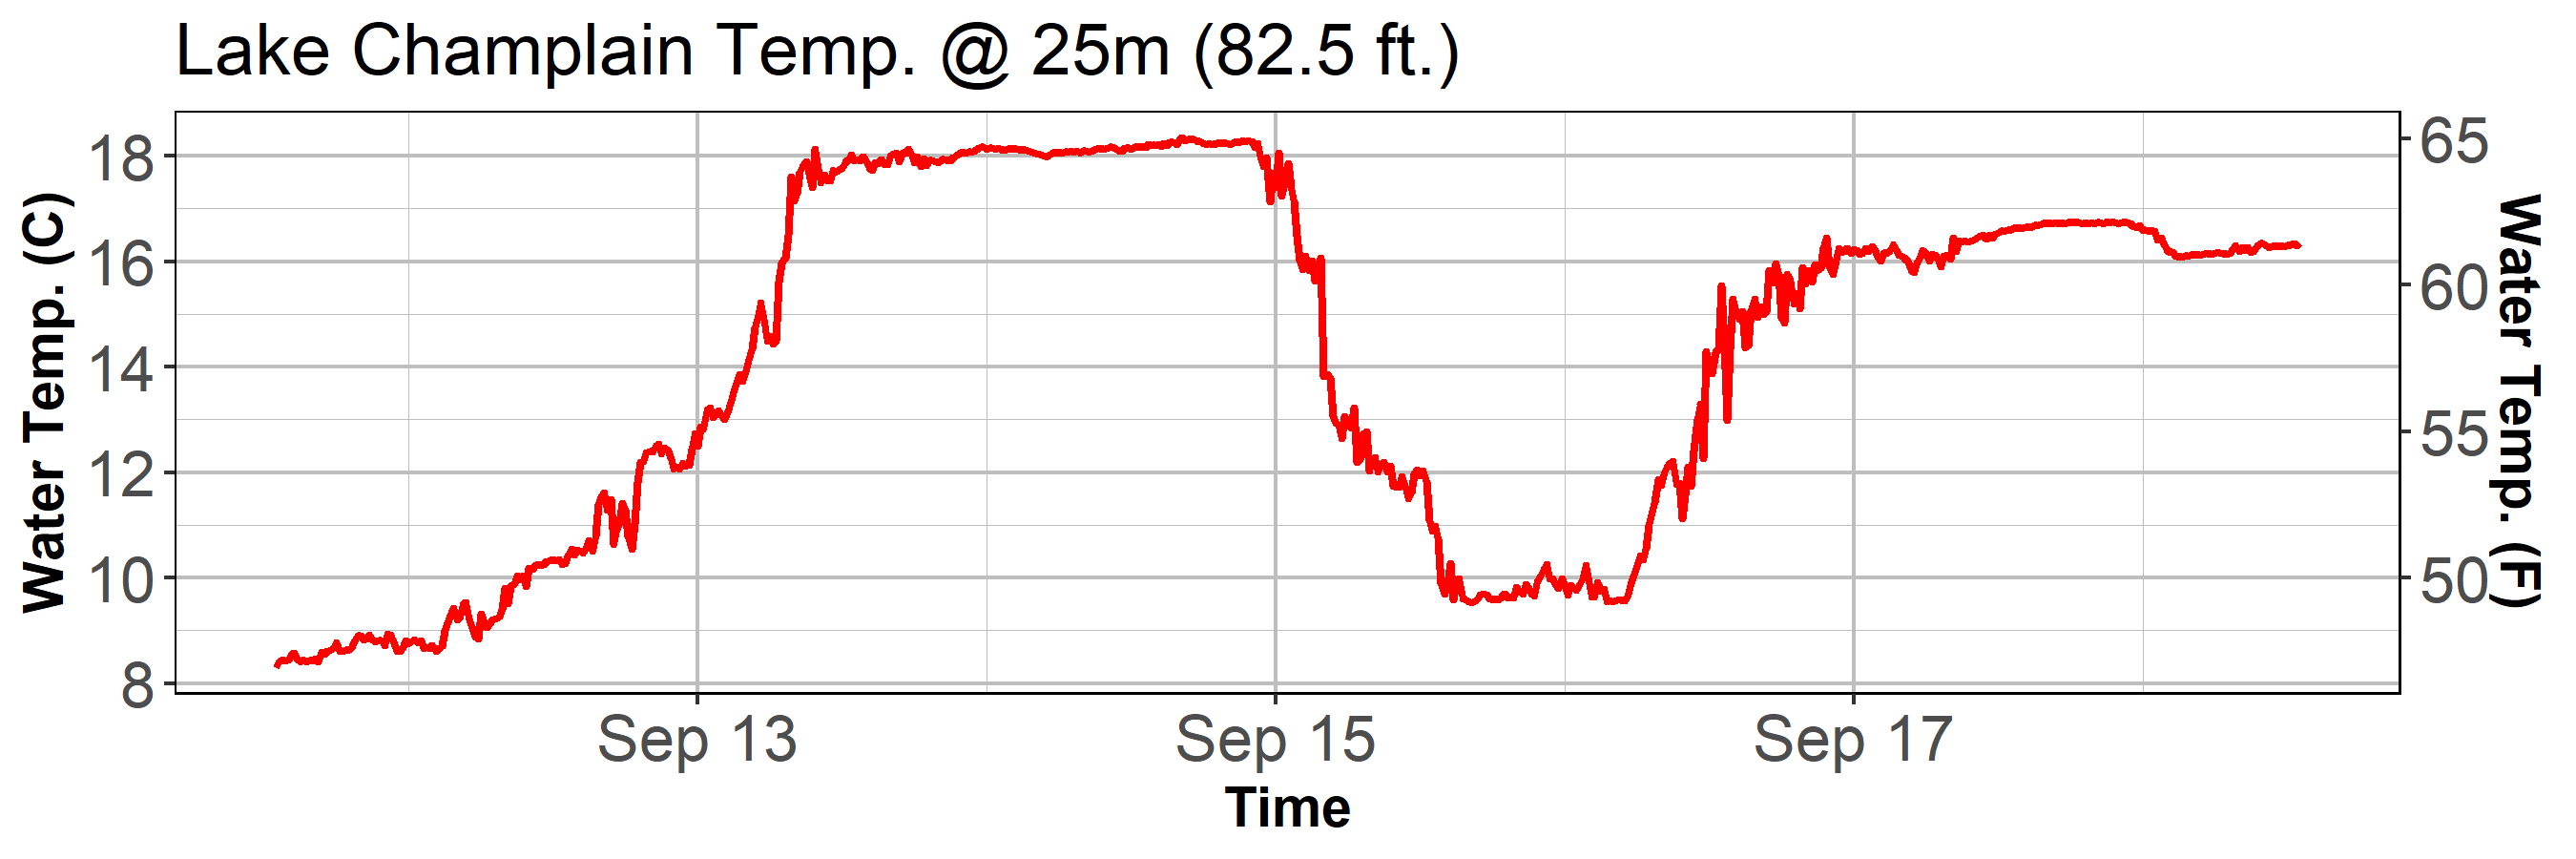 Lake Champlain Temp. @ 25m (82.5 ft.)
Water Temp. (C)
18
16
14
12
10
8
65
60
55
50
Water Temp. (F)
Sep 13
Sep 15
Sep 17
Time